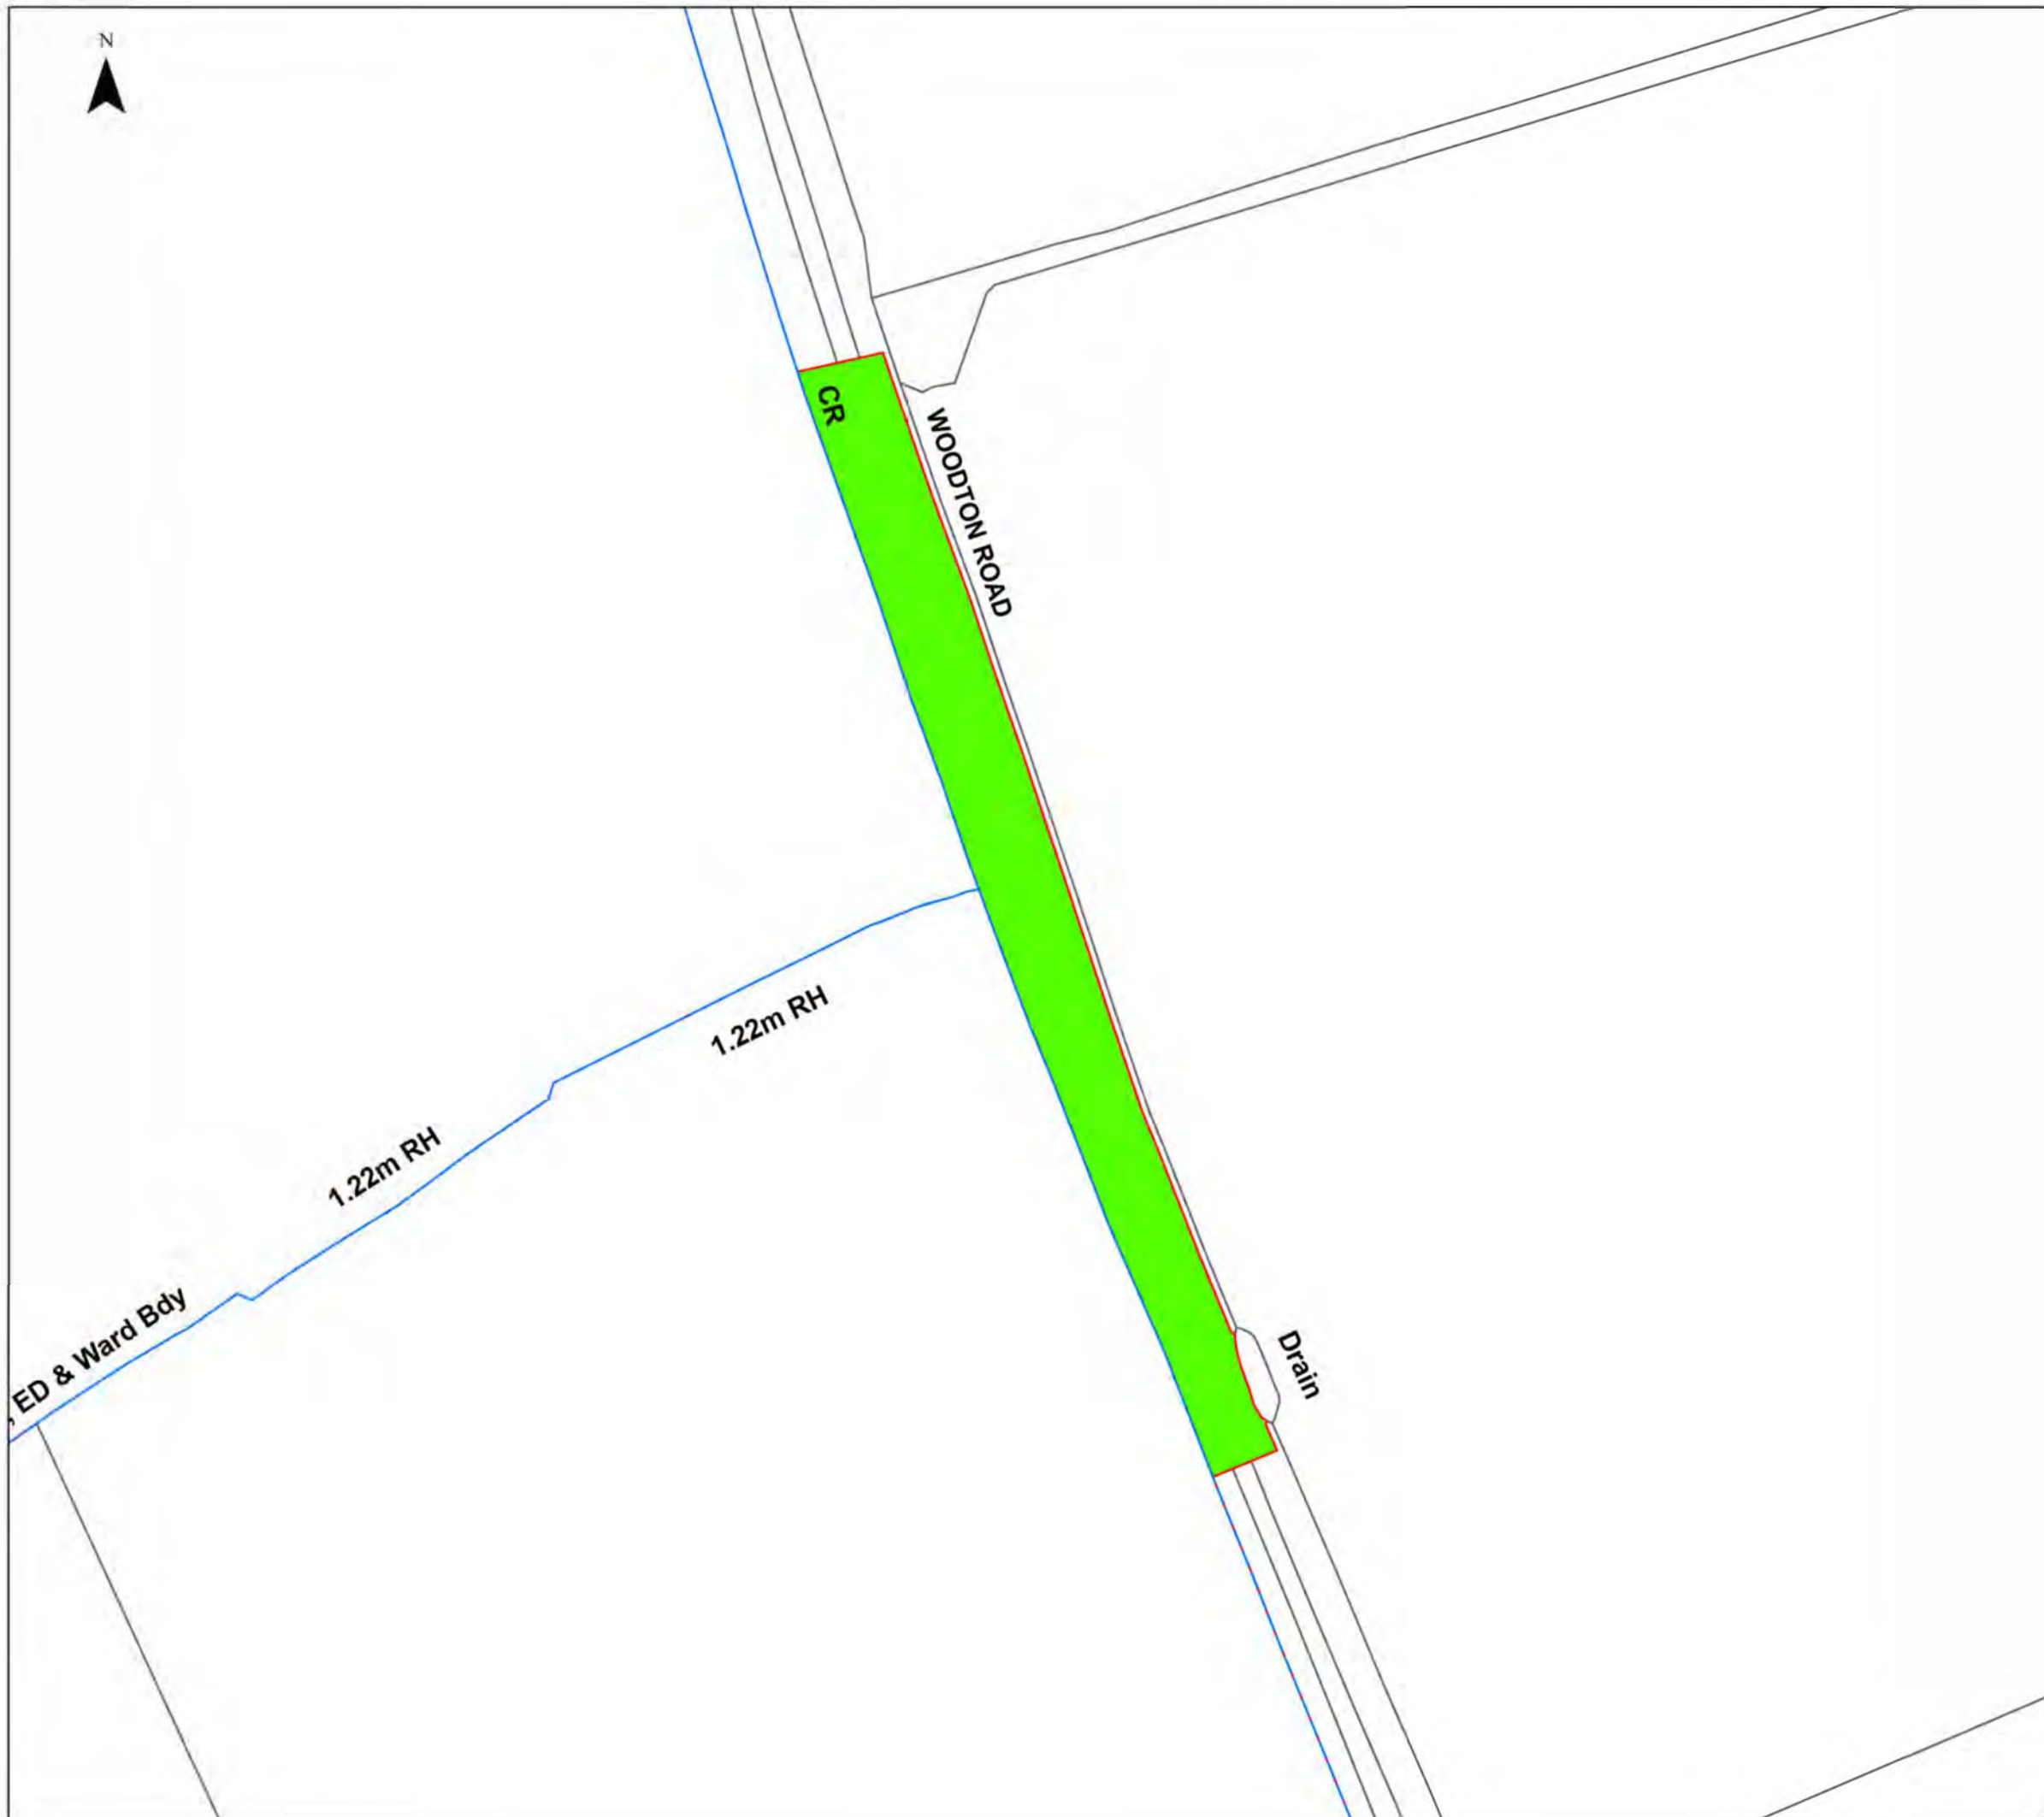 N
CR
WOODTON ROAD
1.22m RH
1.22m RH
, ED & Ward Bdy
Drain